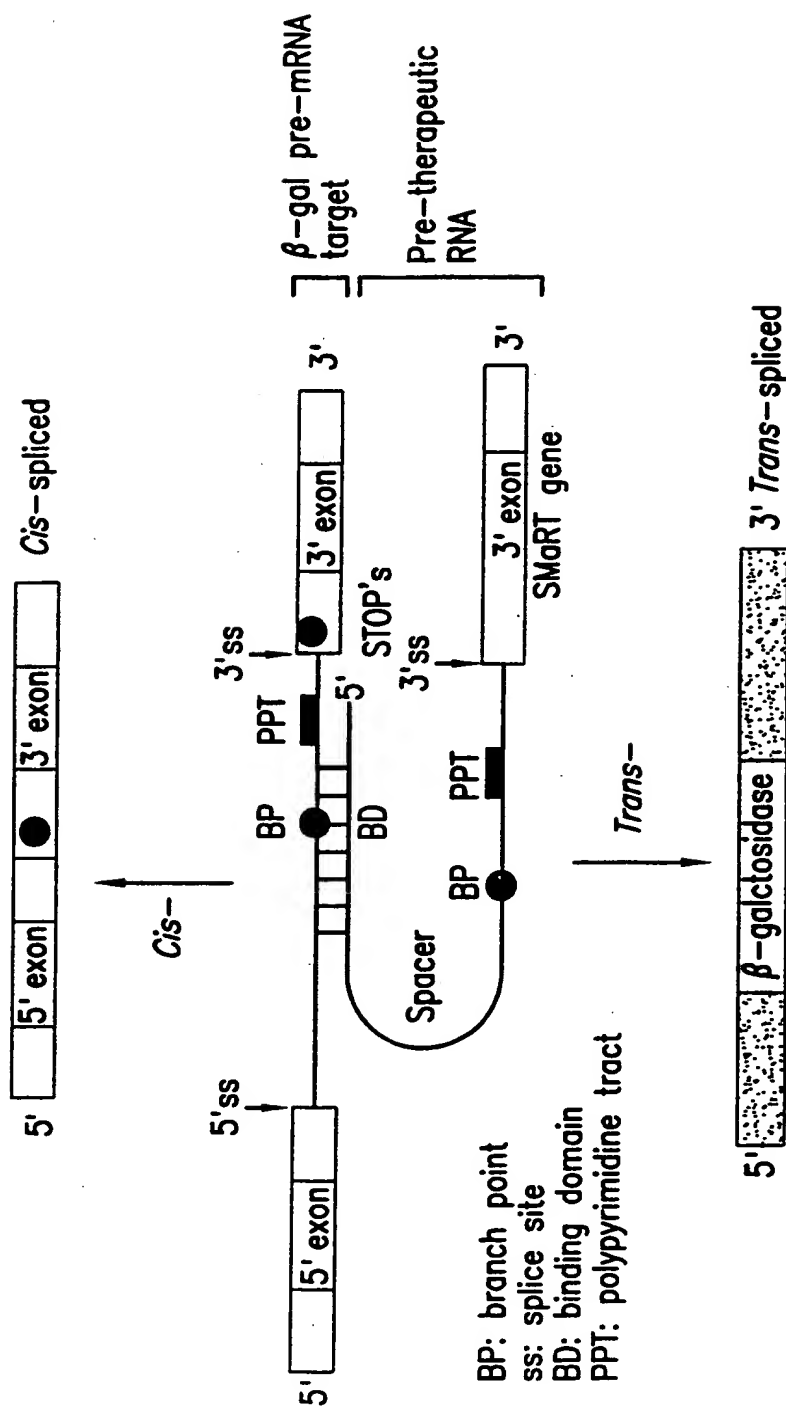 5' 5' exon 3' exon Cis-spliced
Cis-
5'ss
BP PPT 3'ss
5' 5' exon 3' exon 3'
β-gal pre-mRNA
target
BD 5' STOP's
Spacer
3'ss
BP PPT 3' exon 3'
SMaRT gene
Pre-therapeutic
RNA
BP: branch point
ss: splice site
BD: binding domain
PPT: polypyrimidine tract
Trans-
5' β-galctosidase 3' Trans-spliced